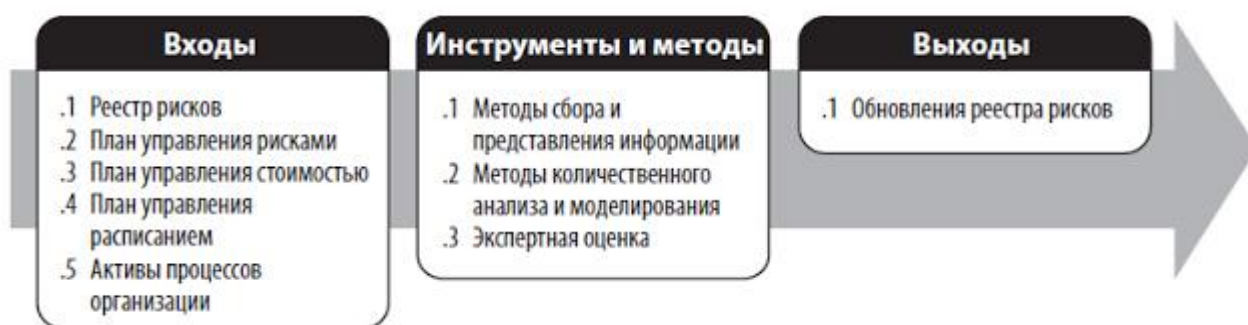 Входы
.1 Реестр рисков
.2 План управления рисками
.3 План управления стоимостью
.4 План управления
расписанием
.5 Активы процессов
организации
Инструменты и методы
.1 Методы сбора и
представления информации
.2 Методы количественного
анализа и моделирования
.3 Экспертная оценка
Выходы
.1 Обновления реестра рисков